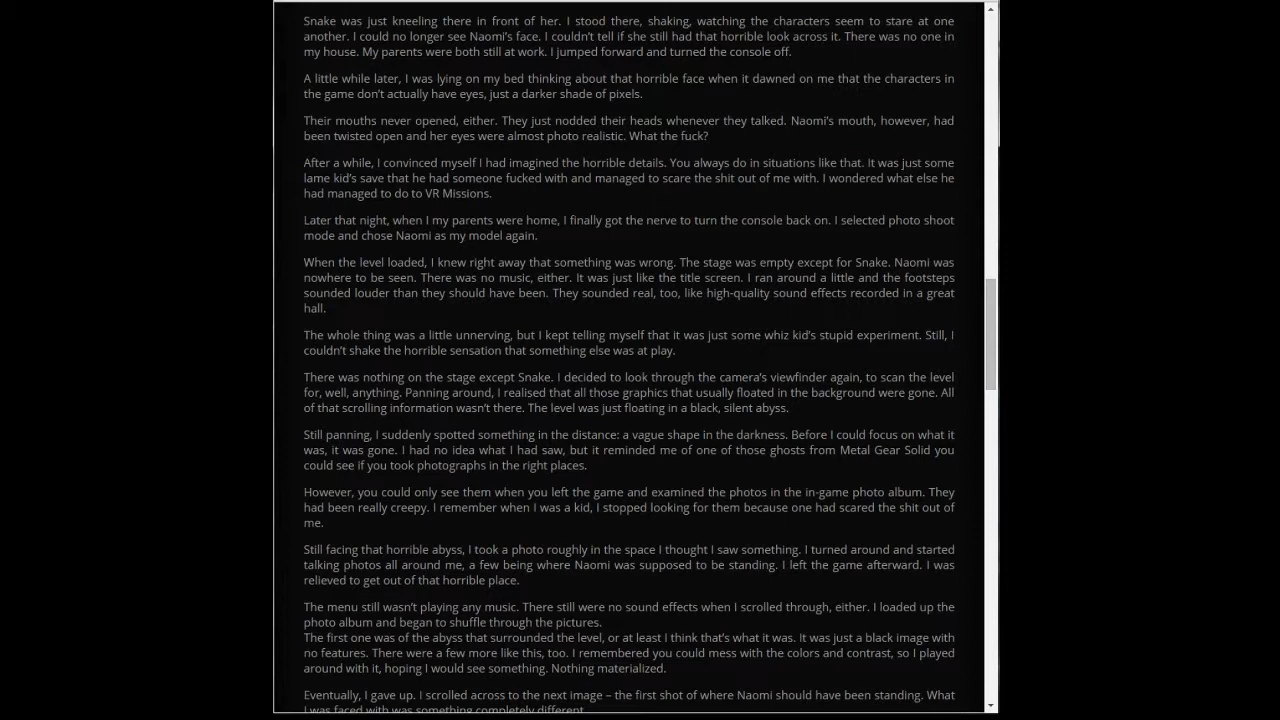 Snake was just kneeling there in front of her. I stood there, shaking, watching the characters seem to stare at one
another. I could no longer see Naomi’s face. I couldn’t tell if she still had that horrible look across it. There was no one in
my house. My parents were both still at work. I jumped forward and turned the console off.
A little while later, I was lying on my bed thinking about that horrible face when it dawned on me that the characters in
the game don’t actually have eyes, just a darker shade of pixels.
Their mouths never opened, either. They just nodded their heads whenever they talked. Naomi’s mouth, however, had
been twisted open and her eyes were almost photo realistic. What the fuck?
After a while, I convinced myself I had imagined the horrible details. You always do in situations like that. It was just some
lame kid’s save that he had someone fucked with and managed to scare the shit out of me with. I wondered what else he
had managed to do to VR Missions.
Later that night, when I my parents were home, I finally got the nerve to turn the console back on. I selected photo shoot
mode and chose Naomi as my model again.
When the level loaded, I knew right away that something was wrong. The stage was empty except for Snake. Naomi was
nowhere to be seen. There was no music, either. It was just like the title screen. I ran around a little and the footsteps
sounded louder than they should have been. They sounded real, too, like high-quality sound effects recorded in a great
hall.
The whole thing was a little unnerving, but I kept telling myself that it was just some whiz kid’s stupid experiment. Still, I
couldn’t shake the horrible sensation that something else was at play.
There was nothing on the stage except Snake. I decided to look through the camera’s viewfinder again, to scan the level
for, well, anything. Panning around, I realised that all those graphics that usually floated in the background were gone. All
of that scrolling information wasn’t there. The level was just floating in a black, silent abyss.
Still panning, I suddenly spotted something in the distance: a vague shape in the darkness. Before I could focus on what it
was, it was gone. I had no idea what I had saw, but it reminded me of one of those ghosts from Metal Gear Solid you
could see if you took photographs in the right places.
However, you could only see them when you left the game and examined the photos in the in-game photo album. They
had been really creepy. I remember when I was a kid, I stopped looking for them because one had scared the shit out of
me.
Still facing that horrible abyss, I took a photo roughly in the space I thought I saw something. I turned around and started
talking photos all around me, a few being where Naomi was supposed to be standing. I left the game afterward. I was
relieved to get out of that horrible place.
The menu still wasn’t playing any music. There still were no sound effects when I scrolled through, either. I loaded up the
photo album and began to shuffle through the pictures.
The first one was of the abyss that surrounded the level, or at least I think that’s what it was. It was just a black image with
no features. There were a few more like this, too. I remembered you could mess with the colors and contrast, so I played
around with it, hoping I would see something. Nothing materialized.
Eventually, I gave up. I scrolled across to the next image – the first shot of where Naomi should have been standing. What
I was faced with was something completely different